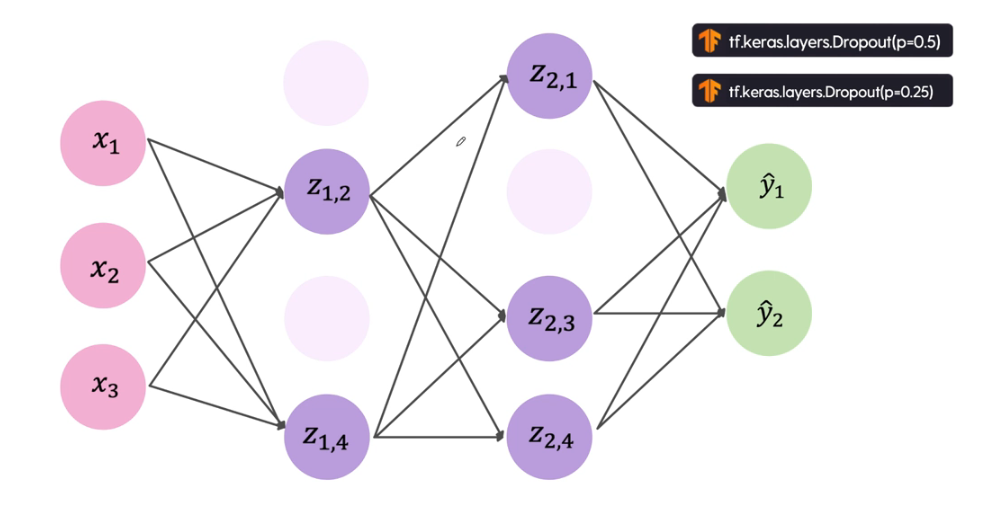 tf.keras.layers.Dropout(p=0.5)
tf.keras.layers.Dropout(p=0.25)
x₁
x₂
x₃
z₁,₂
z₁,₄
z₂,₁
z₂,₃
z₂,₄
ŷ₁
ŷ₂